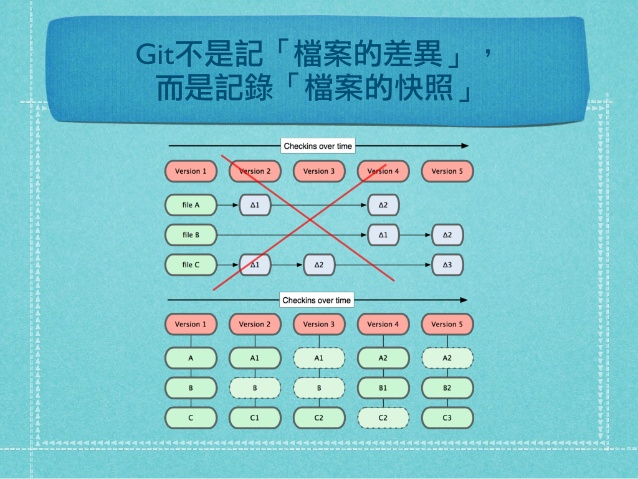 Git不是記「檔案的差異」，
而是記錄「檔案的快照」
Checkins over time
Version 1 Version 2 Version 3 Version 4 Version 5
file A Δ1 Δ2
file B Δ1 Δ2
file C Δ1 Δ2 Δ3
Checkins over time
Version 1 Version 2 Version 3 Version 4 Version 5
A A1 A1 A2 A2
B B B B1 B2
C C1 C2 C2 C3